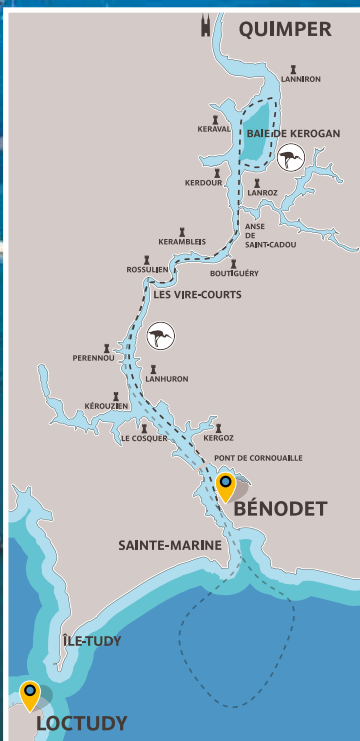 QUIMPER
LANNIRON
KERAVAL
BAIE DE KEROGAN
KERDOUR
LANROZ
ANSE
DE
SAINT-CADOU
KERAMBLEIS
ROSSULIEN
BOUTIGUÉRY
LES VIRE-COURTS
PERENNOU
LANHURON
KÉROUZIEN
LE COSQUER
KERGOZ
PONT DE CORNOUAILLE
BÉNODET
SAINTE-MARINE
ÎLE-TUDY
LOCTUDY